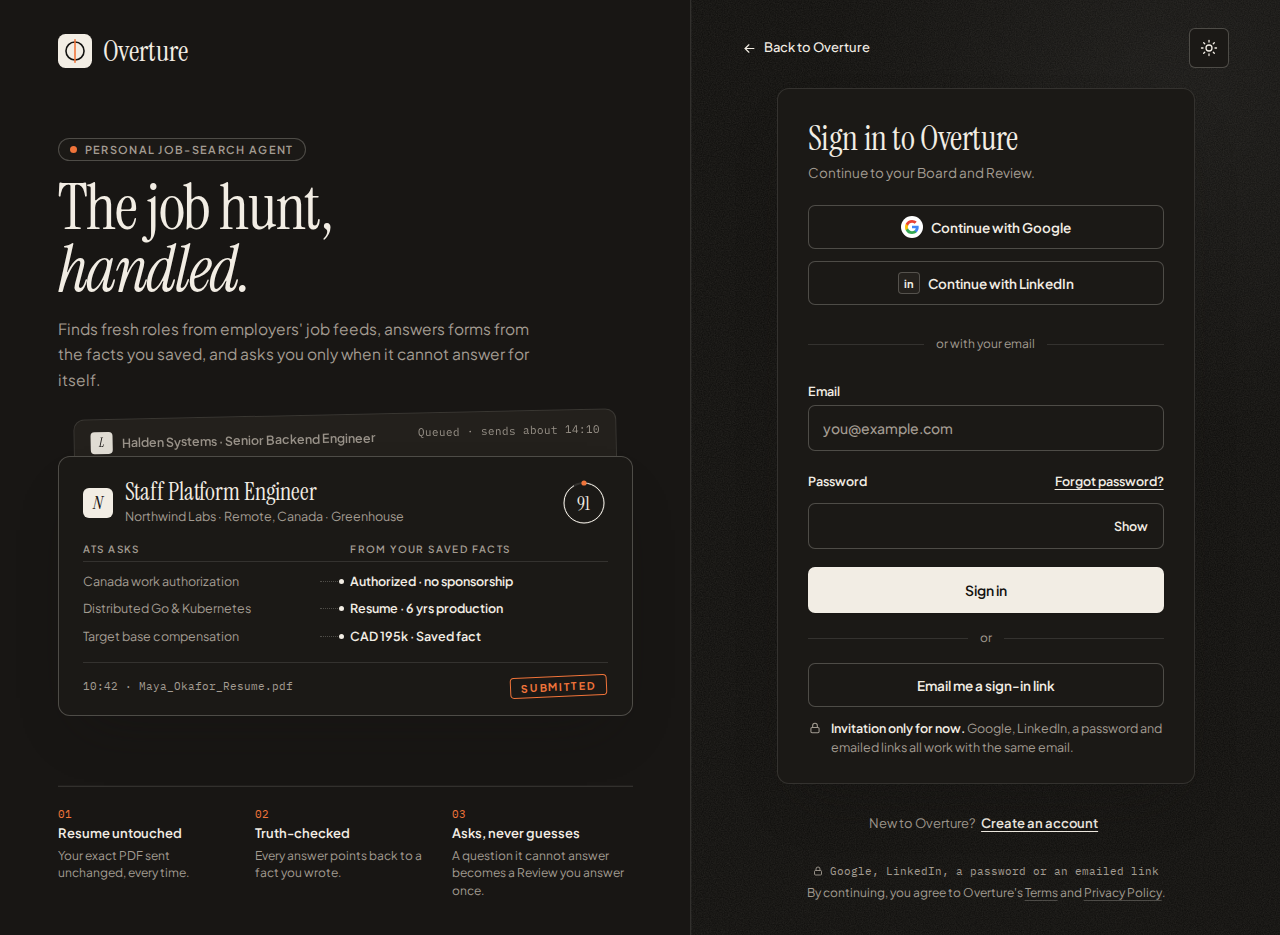 Overture
PERSONAL JOB-SEARCH AGENT
The job hunt,
handled.
Finds fresh roles from employers' job feeds, answers forms from
the facts you saved, and asks you only when it cannot answer for
itself.
L
Halden Systems · Senior Backend Engineer
Queued · sends about 14:10
N
Staff Platform Engineer
Northwind Labs · Remote, Canada · Greenhouse
91
ATS ASKS
FROM YOUR SAVED FACTS
Canada work authorization
Authorized · no sponsorship
Distributed Go & Kubernetes
Resume · 6 yrs production
Target base compensation
CAD 195k · Saved fact
10:42 · Maya_Okafor_Resume.pdf
SUBMITTED
01
Resume untouched
Your exact PDF sent
unchanged, every time.
02
Truth-checked
Every answer points back to a
fact you wrote.
03
Asks, never guesses
A question it cannot answer
becomes a Review you answer
once.
← Back to Overture
Sign in to Overture
Continue to your Board and Review.
G
Continue with Google
in
Continue with LinkedIn
or with your email
Email
you@example.com
Password
Forgot password?
Show
Sign in
or
Email me a sign-in link
Invitation only for now. Google, LinkedIn, a password and
emailed links all work with the same email.
New to Overture? Create an account
Google, LinkedIn, a password or an emailed link
By continuing, you agree to Overture's Terms and Privacy Policy.